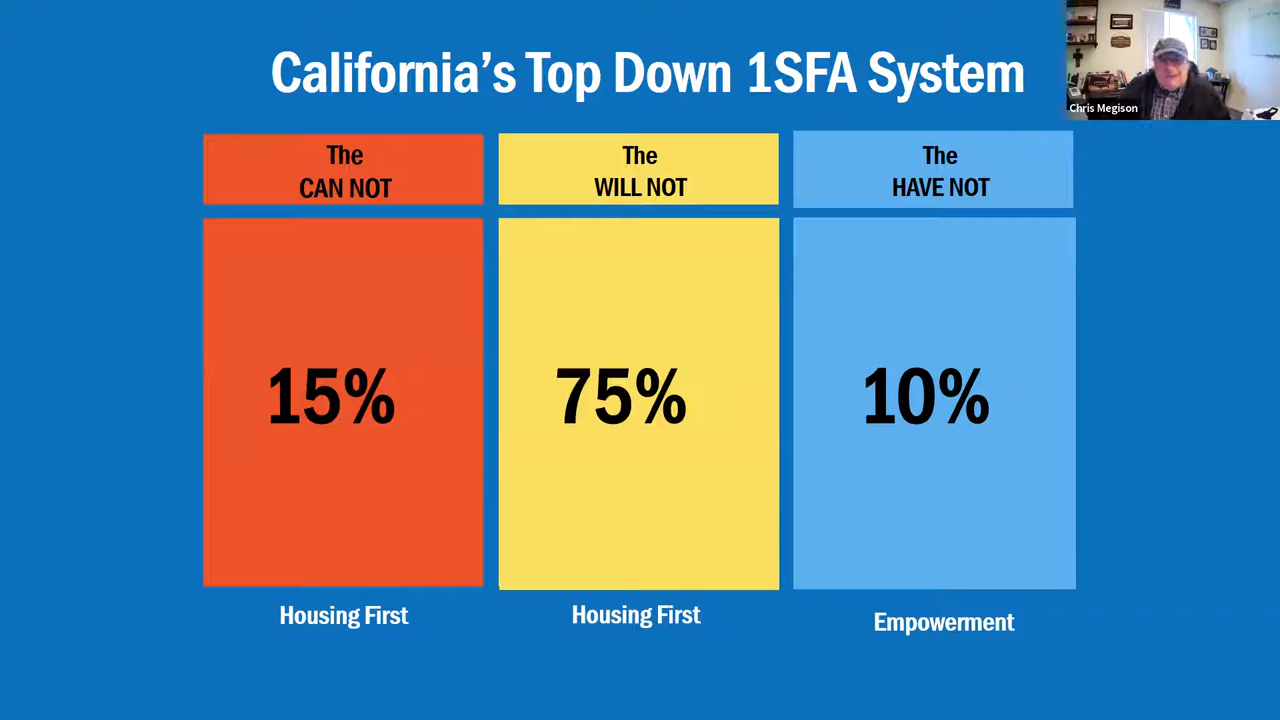 California's Top Down 1SFA System
Chris Megison
The
CAN NOT
The
WILL NOT
The
HAVE NOT
15%
75%
10%
Housing First
Housing First
Empowerment